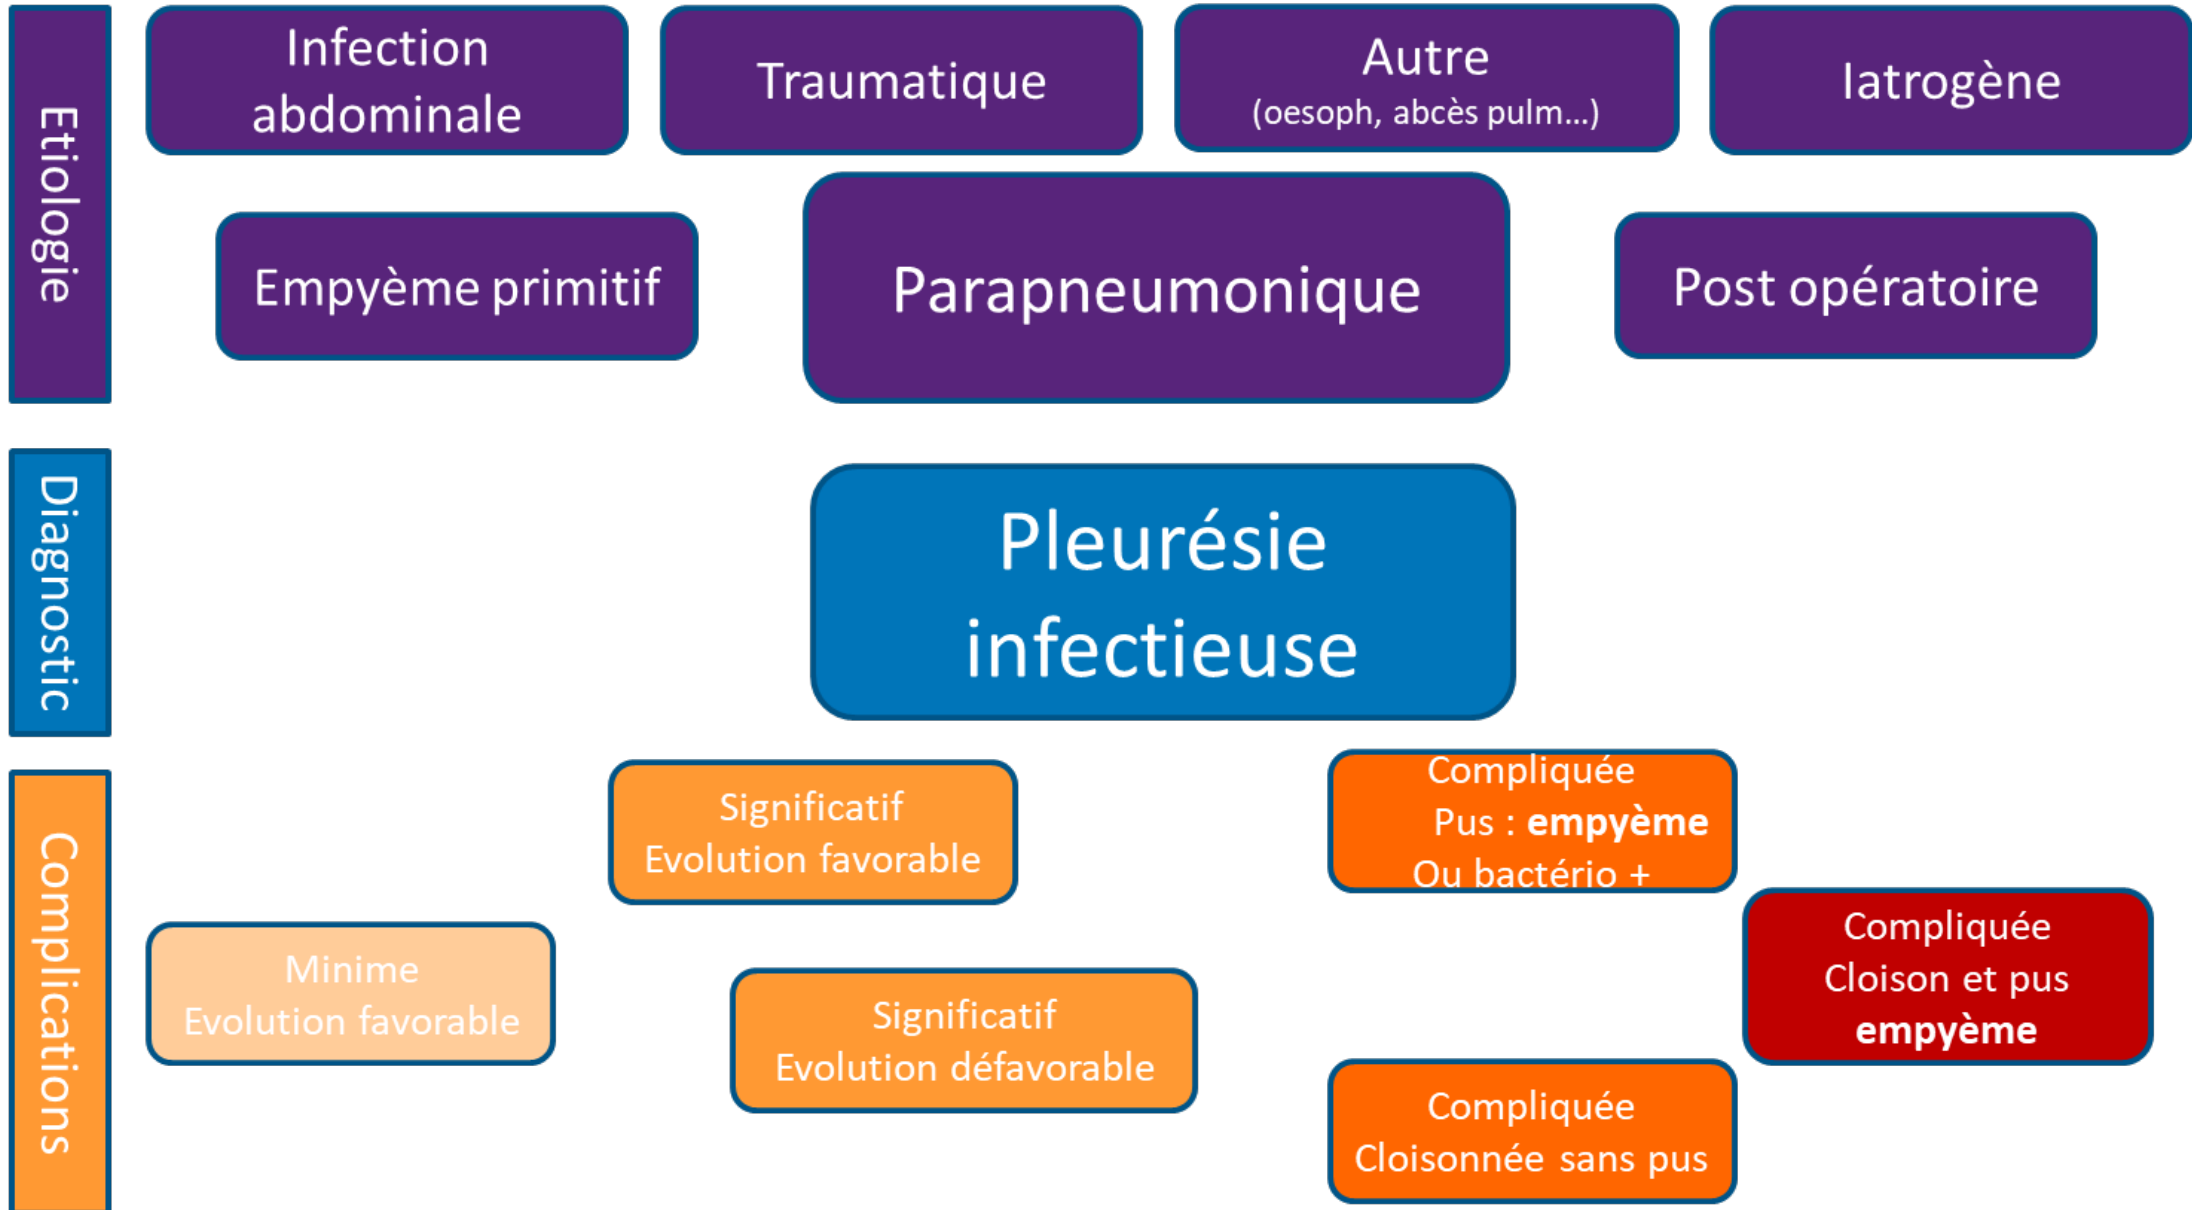 Etiologie
Infection
abdominale
Traumatique
Autre
(oesoph, abcès pulm...)
Iatrogène
Empyème primitif
Parapneumonique
Post opératoire
Diagnostic
Pleurésie
infectieuse
Complications
Significatif
Evolution favorable
Compliquée
Pus : empyème
Ou bactério +
Minime
Evolution favorable
Significatif
Evolution défavorable
Compliquée
Cloison et pus
empyème
Compliquée
Cloisonnée sans pus